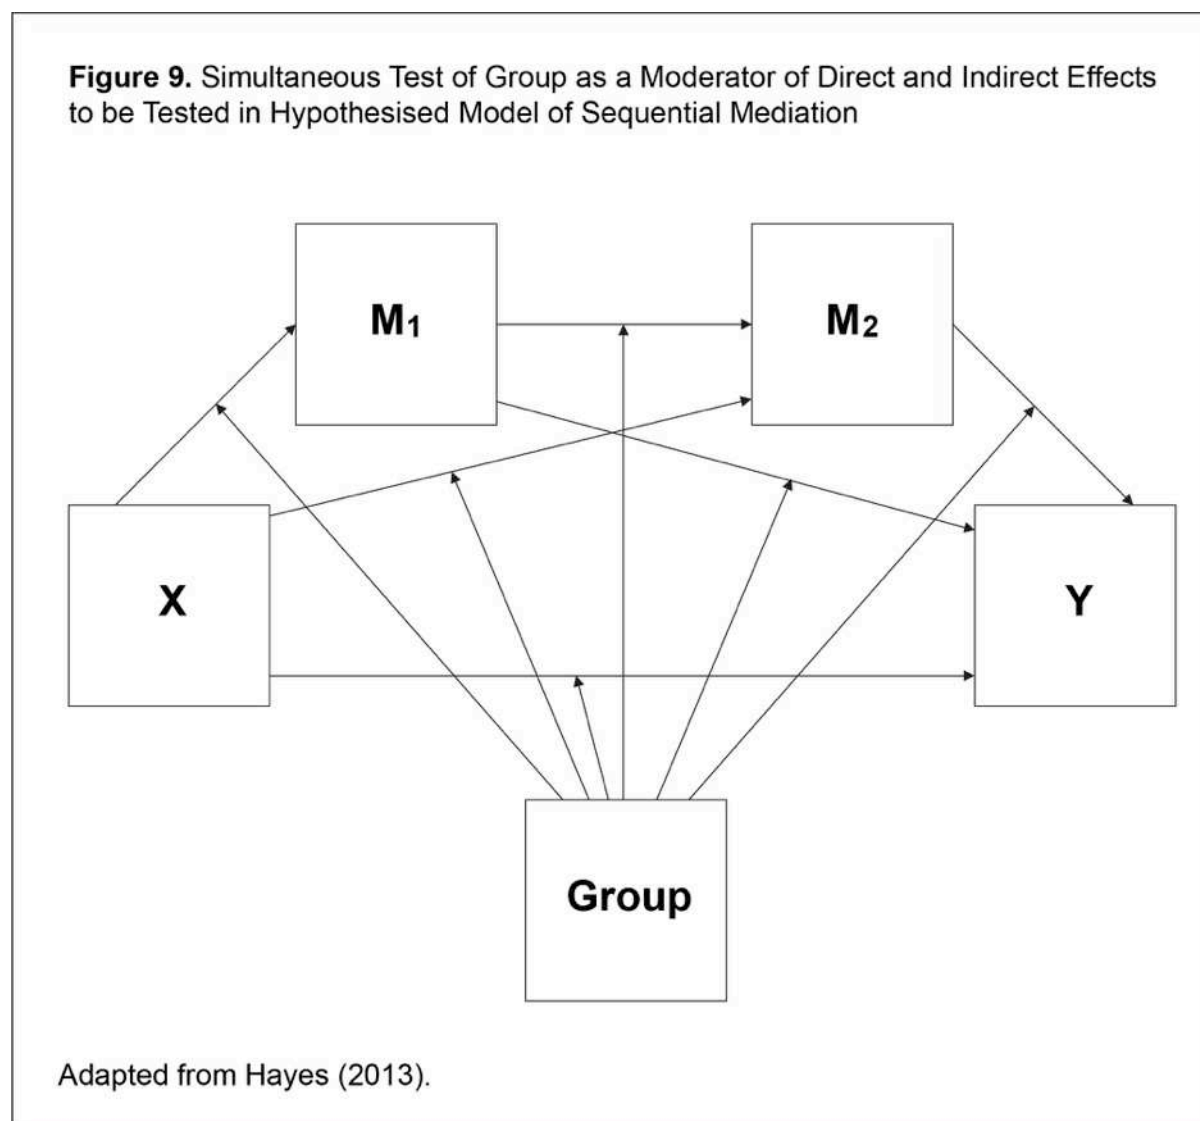 Figure 9. Simultaneous Test of Group as a Moderator of Direct and Indirect Effects
to be Tested in Hypothesised Model of Sequential Mediation
M1
M2
X
Y
Group
Adapted from Hayes (2013).